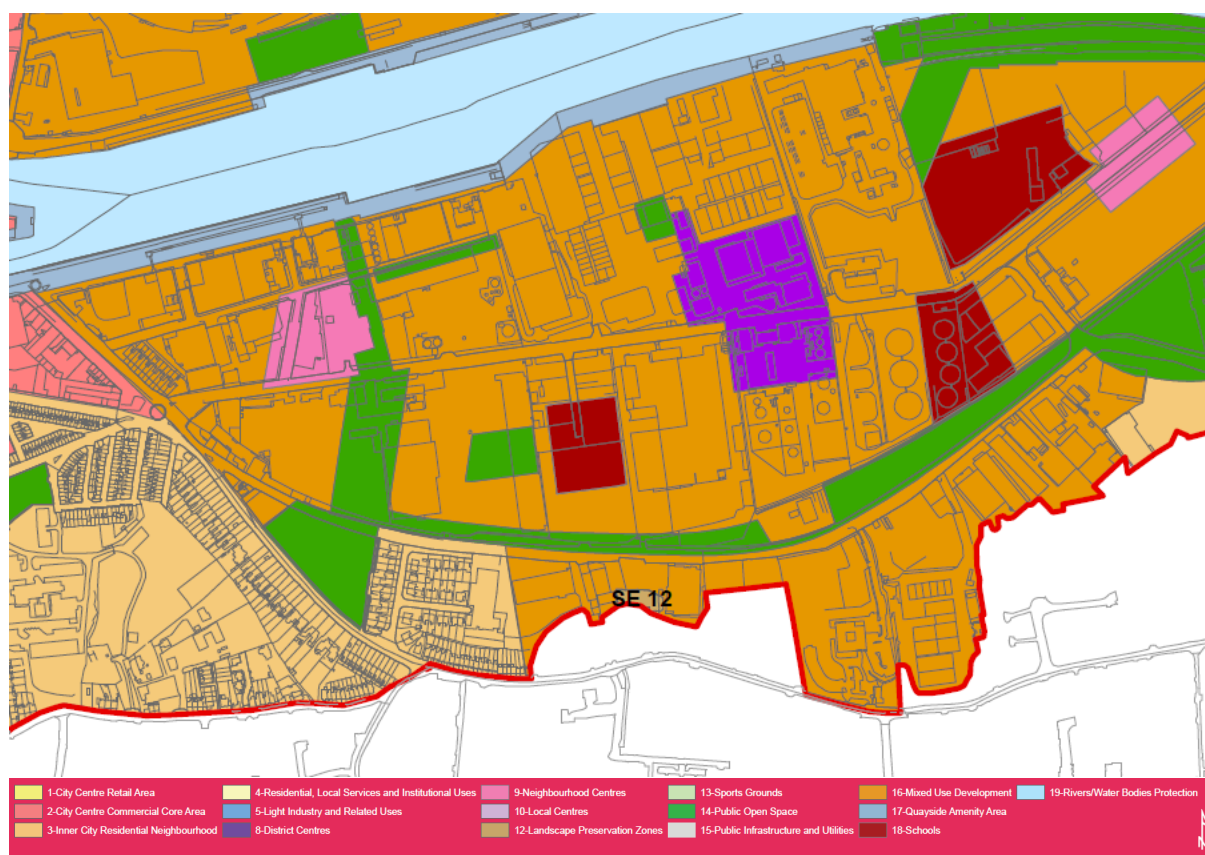 SE 12
1-City Centre Retail Area
4-Residential, Local Services and Institutional Uses
9-Neighbourhood Centres
13-Sports Grounds
16-Mixed Use Development
19-Rivers/Water Bodies Protection
2-City Centre Commercial Core Area
5-Light Industry and Related Uses
10-Local Centres
14-Public Open Space
17-Quayside Amenity Area
3-Inner City Residential Neighbourhood
8-District Centres
12-Landscape Preservation Zones
15-Public Infrastructure and Utilities
18-Schools